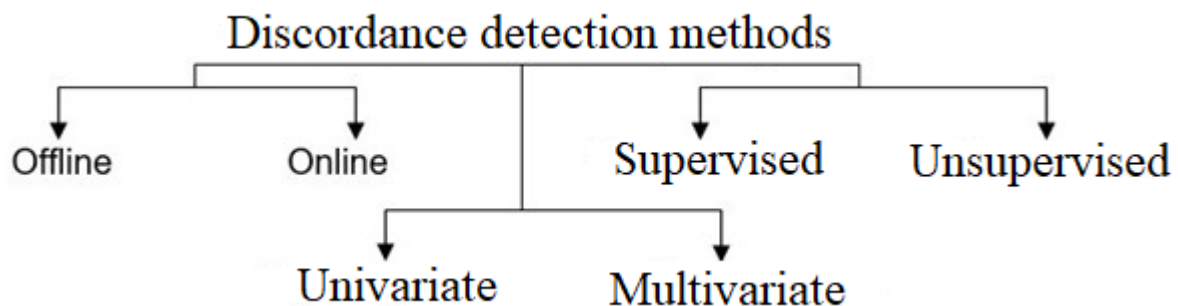 Discordance detection methods
Offline Online Supervised Unsupervised
Univariate Multivariate